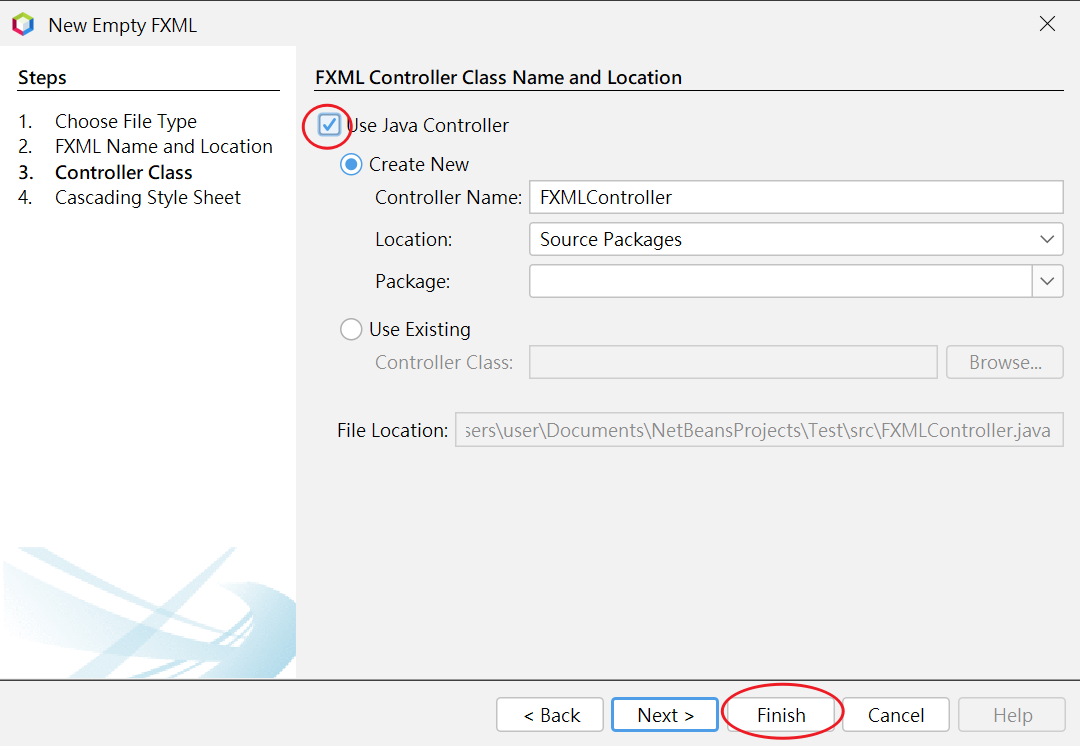 New Empty FXML
Steps
1. Choose File Type
2. FXML Name and Location
3. Controller Class
4. Cascading Style Sheet
FXML Controller Class Name and Location
Use Java Controller
Create New
Controller Name: FXMLController
Location: Source Packages
Package:
Use Existing
Controller Class: Browse...
File Location: sers\user\Documents\NetBeansProjects\Test\src\FXMLController.java
< Back Next > Finish Cancel Help